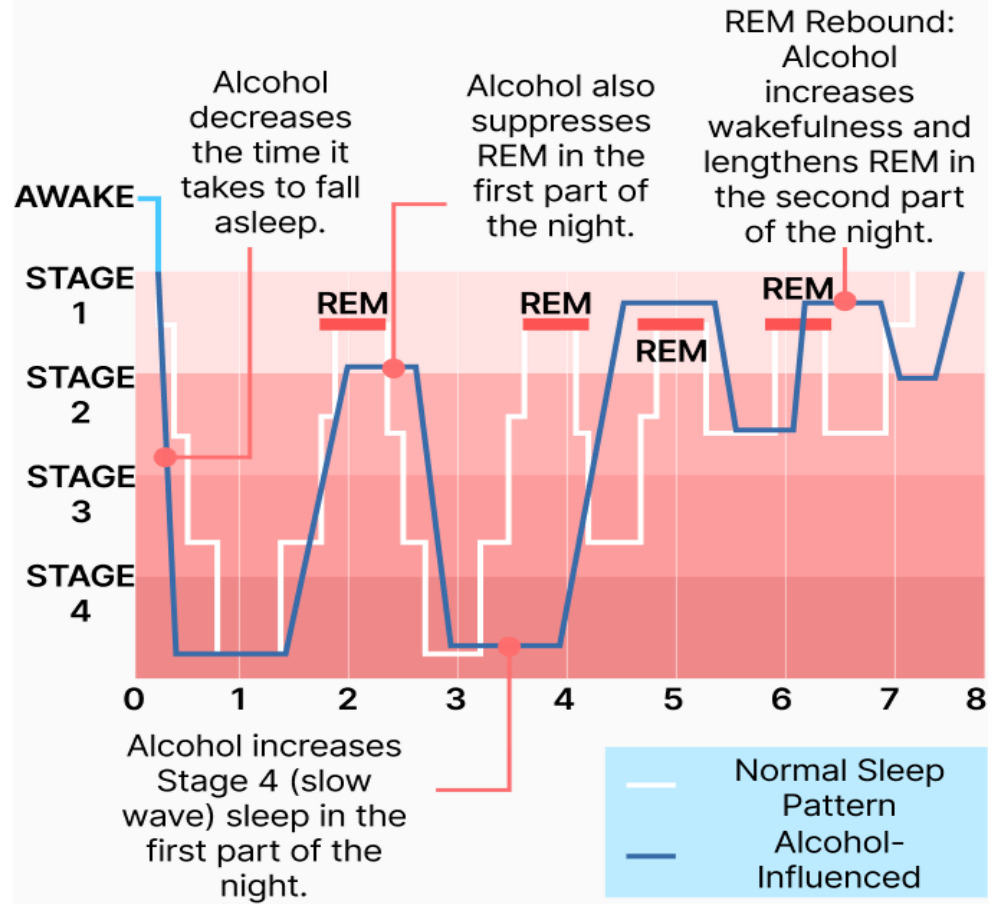 REM Rebound:
Alcohol
increases
wakefulness and
lengthens REM in
the second part
of the night.
Alcohol also
suppresses
REM in the
first part of
the night.
Alcohol
decreases
the time it
takes to fall
asleep.
AWAKE
STAGE
1
STAGE
2
STAGE
3
STAGE
4
REM
REM
REM
REM
0 1 2 3 4 5 6 7 8
Alcohol increases
Stage 4 (slow
wave) sleep in the
first part of the
night.
Normal Sleep
Pattern
Alcohol-
Influenced